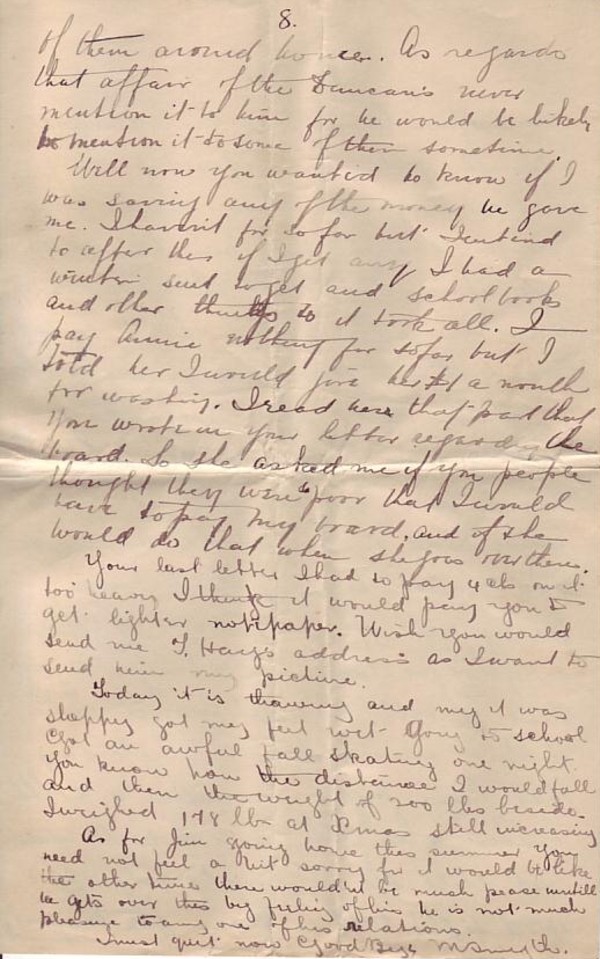 8.
of them around home. As regards
that affair of the Duncan's never
mention it to him for he would be likely
to mention it to some of them sometime.
Well now you wanted to know if I
was saving any of the money he gave
me. I havent for so far but I intend
to after this if I get any I had a
winter suit to get and school books
and other things so it took all. I
pay Annie nothing for so far but I
told her I would give her $1 a month
for washing. I read her that part that
you wrote in your letter regarding the
board. So she asked me if you people
thought they were so poor that I would
have to pay my board, and if she
would do that when she goes over there.
Your last letter I had to pay 4 cts on it
too heavy I think it would pay you to
get lighter notepaper. Wish you would
send me T. Hays address as I want to
send him my picture.
Today it is thawing and my it was
sloppy got my feet wet going to school
Got an awful fall skating one night.
you know how the distance I would fall
and then the weight of 200 lbs beside.
I weighed 178 lbs at Xmas still increasing
As for Jim going home this summer you
need not feel a bit sorry for it would be like
the other time there would'nt be much peace untill
he gets over this big feeling of his he is not much
pleasure to any one of his relations.
I must quit now Good Bye M Smyth.